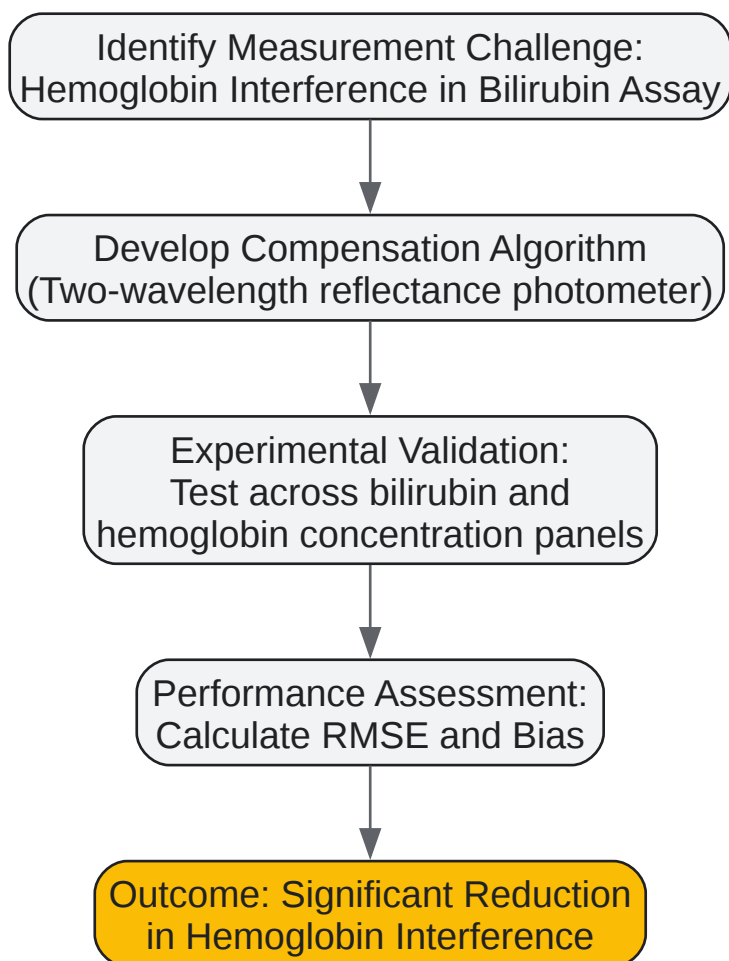 Identify Measurement Challenge:
Hemoglobin Interference in Bilirubin Assay
Develop Compensation Algorithm
(Two-wavelength reflectance photometer)
Experimental Validation:
Test across bilirubin and
hemoglobin concentration panels
Performance Assessment:
Calculate RMSE and Bias
Outcome: Significant Reduction
in Hemoglobin Interference